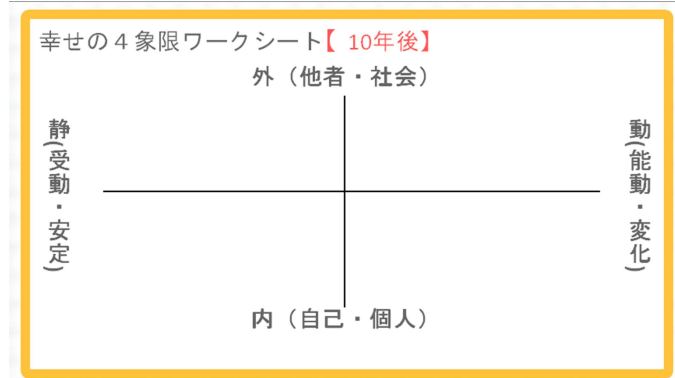 幸せの４象限ワークシート【 10年後】
外（他者・社会）
静(受動・安定)
動(能動・変化)
内（自己・個人）